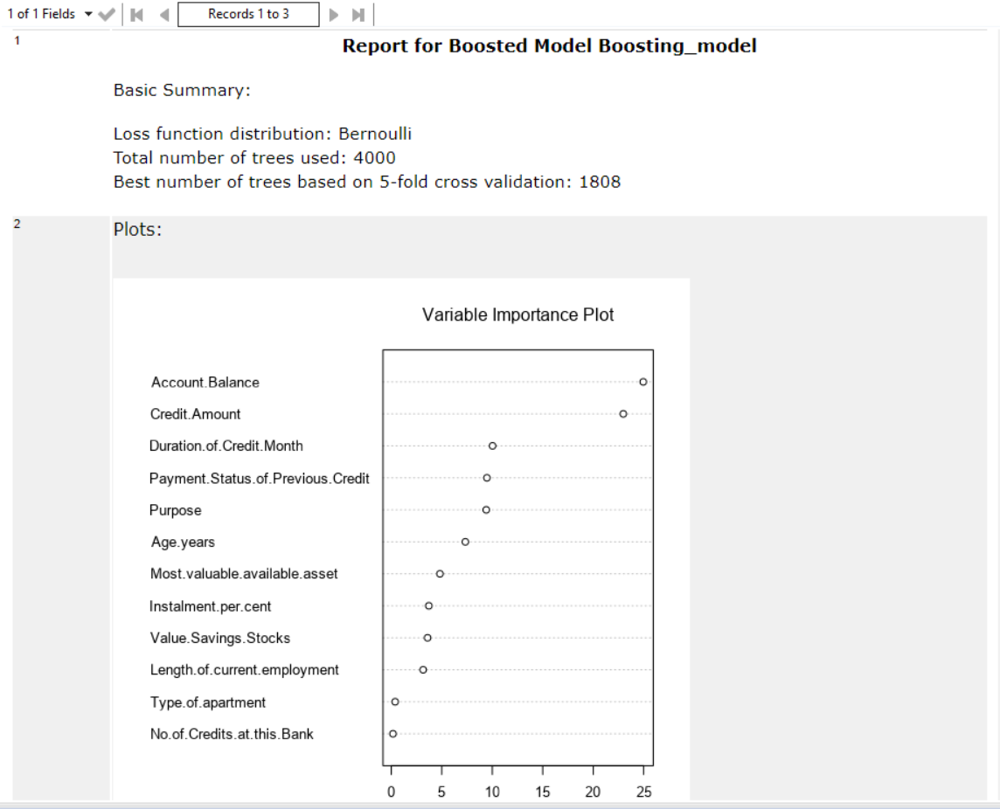 1 of 1 Fields
Records 1 to 3
1
Report for Boosted Model Boosting_model
Basic Summary:
Loss function distribution: Bernoulli
Total number of trees used: 4000
Best number of trees based on 5-fold cross validation: 1808
2
Plots:
Variable Importance Plot
Account.Balance
Credit.Amount
Duration.of.Credit.Month
Payment.Status.of.Previous.Credit
Purpose
Age.years
Most.valuable.available.asset
Instalment.per.cent
Value.Savings.Stocks
Length.of.current.employment
Type.of.apartment
No.of.Credits.at.this.Bank
0 5 10 15 20 25